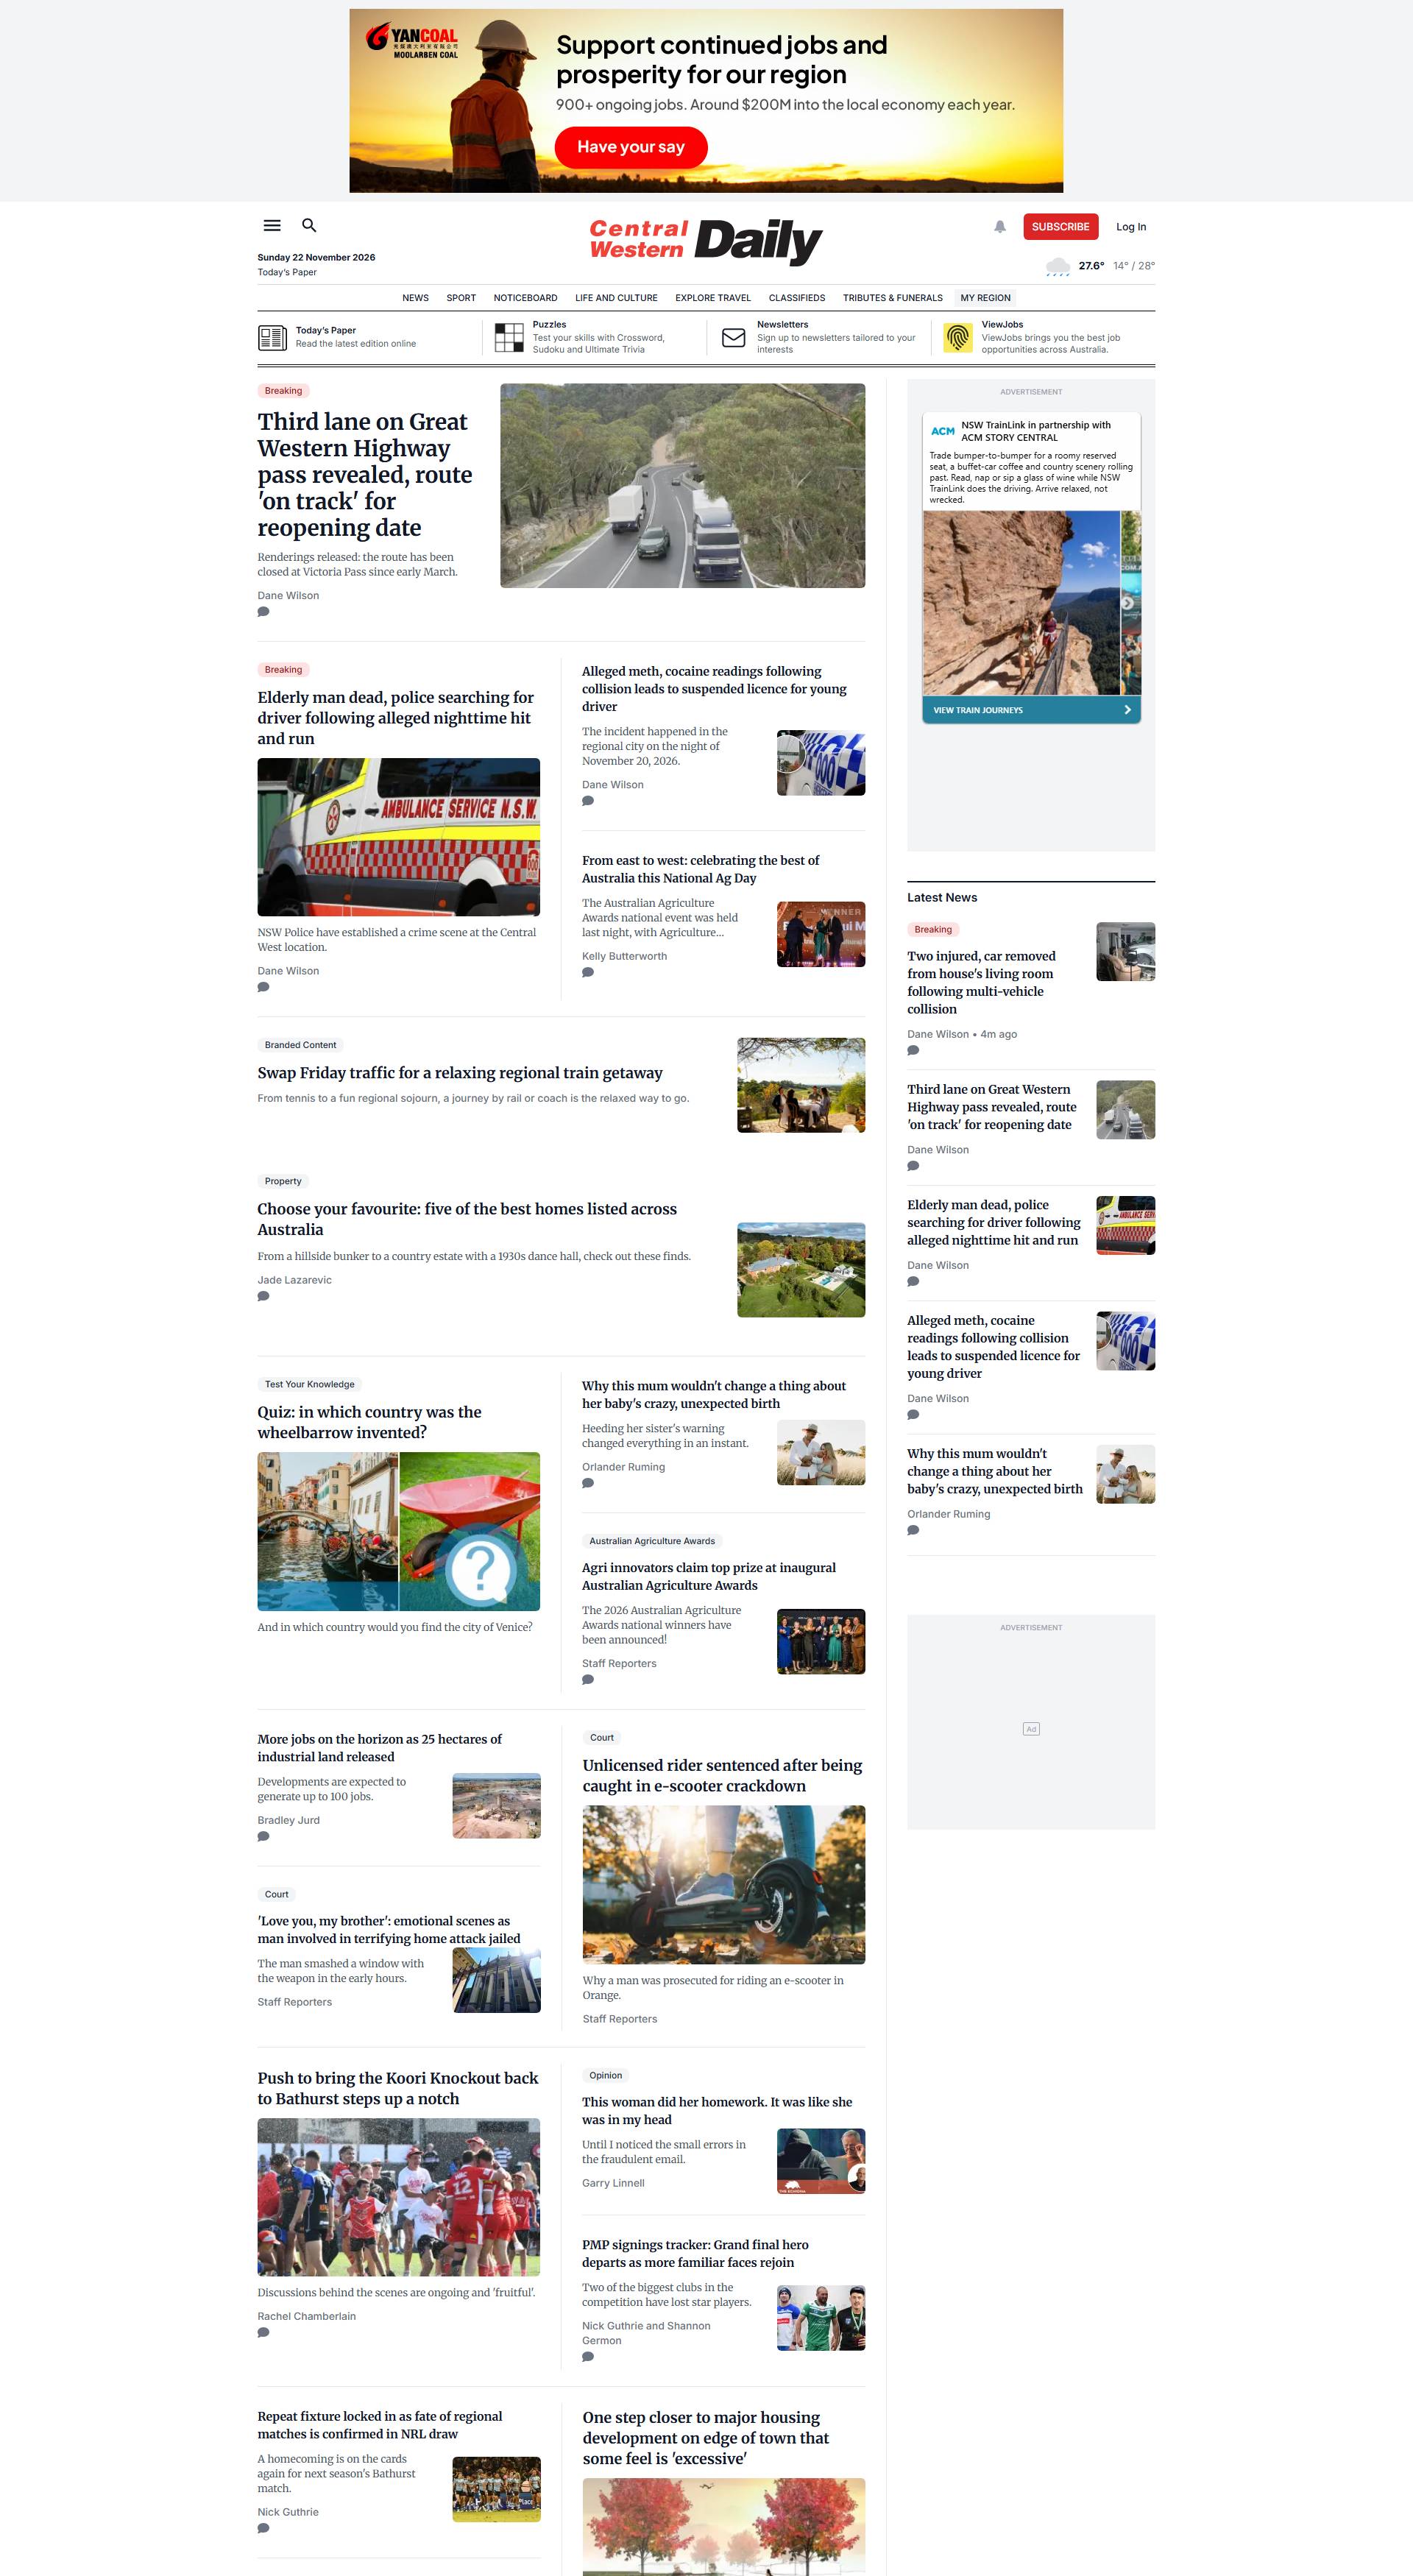 YANCOAL
MOOLARBEN COAL
Support continued jobs and
prosperity for our region
900+ ongoing jobs. Around $200M into the local economy each year.
Have your say
Central
Western Daily
SUBSCRIBE
Log In
Sunday 22 November 2026
Today's Paper
27.6° 14° / 28°
NEWS SPORT NOTICEBOARD LIFE AND CULTURE EXPLORE TRAVEL CLASSIFIEDS TRIBUTES & FUNERALS MY REGION
Today's Paper
Read the latest edition online
Puzzles
Test your skills with Crossword,
Sudoku and Ultimate Trivia
Newsletters
Sign up to newsletters tailored to your
interests
ViewJobs
ViewJobs brings you the best job
opportunities across Australia.
Breaking
Third lane on Great
Western Highway
pass revealed, route
'on track' for
reopening date
Renderings released: the route has been
closed at Victoria Pass since early March.
Dane Wilson
Breaking
Elderly man dead, police searching for
driver following alleged nighttime hit
and run
AMBULANCE SERVICE N.S.W.
000
NSW Police have established a crime scene at the Central
West location.
Dane Wilson
Alleged meth, cocaine readings following
collision leads to suspended licence for young
driver
The incident happened in the
regional city on the night of
November 20, 2026.
Dane Wilson
000
From east to west: celebrating the best of
Australia this National Ag Day
The Australian Agriculture
Awards national event was held
last night, with Agriculture...
Kelly Butterworth
Branded Content
Swap Friday traffic for a relaxing regional train getaway
From tennis to a fun regional sojourn, a journey by rail or coach is the relaxed way to go.
Property
Choose your favourite: five of the best homes listed across
Australia
From a hillside bunker to a country estate with a 1930s dance hall, check out these finds.
Jade Lazarevic
Test Your Knowledge
Quiz: in which country was the
wheelbarrow invented?
?
And in which country would you find the city of Venice?
Why this mum wouldn't change a thing about
her baby's crazy, unexpected birth
Heeding her sister's warning
changed everything in an instant.
Orlander Ruming
Australian Agriculture Awards
Agri innovators claim top prize at inaugural
Australian Agriculture Awards
The 2026 Australian Agriculture
Awards national winners have
been announced!
Staff Reporters
More jobs on the horizon as 25 hectares of
industrial land released
Developments are expected to
generate up to 100 jobs.
Bradley Jurd
Court
'Love you, my brother': emotional scenes as
man involved in terrifying home attack jailed
The man smashed a window with
the weapon in the early hours.
Staff Reporters
Court
Unlicensed rider sentenced after being
caught in e-scooter crackdown
Why a man was prosecuted for riding an e-scooter in
Orange.
Staff Reporters
Push to bring the Koori Knockout back
to Bathurst steps up a notch
12
Discussions behind the scenes are ongoing and 'fruitful'.
Rachel Chamberlain
Opinion
This woman did her homework. It was like she
was in my head
Until I noticed the small errors in
the fraudulent email.
Garry Linnell
PMP signings tracker: Grand final hero
departs as more familiar faces rejoin
Two of the biggest clubs in the
competition have lost star players.
Nick Guthrie and Shannon
Germon
Repeat fixture locked in as fate of regional
matches is confirmed in NRL draw
A homecoming is on the cards
again for next season's Bathurst
match.
Nick Guthrie
One step closer to major housing
development on edge of town that
some feel is 'excessive'
ADVERTISEMENT
ACM
NSW TrainLink in partnership with
ACM STORY CENTRAL
Trade bumper-to-bumper for a roomy reserved
seat, a buffet-car coffee and country scenery rolling
past. Read, nap or sip a glass of wine while NSW
TrainLink does the driving. Arrive relaxed, not
wrecked.
VIEW TRAIN JOURNEYS
Latest News
Breaking
Two injured, car removed
from house's living room
following multi-vehicle
collision
Dane Wilson • 4m ago
Third lane on Great Western
Highway pass revealed, route
'on track' for reopening date
Dane Wilson
Elderly man dead, police
searching for driver following
alleged nighttime hit and run
Dane Wilson
Alleged meth, cocaine
readings following collision
leads to suspended licence for
young driver
Dane Wilson
Why this mum wouldn't
change a thing about her
baby's crazy, unexpected birth
Orlander Ruming
ADVERTISEMENT
Ad